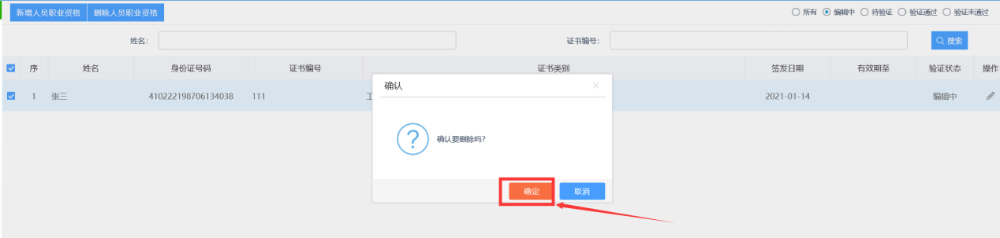 新增人员职业资格 删除人员职业资格 所有 编辑中 待验证 验证通过 验证未通过
姓名: 证书编号: 搜索
序 姓名 身份证号码 证书编号 证书类别 签发日期 有效期至 验证状态 操作
1 张三 410222198706134038 111 工 2021-01-14 编辑中
确认
确认要删除吗?
确定 取消